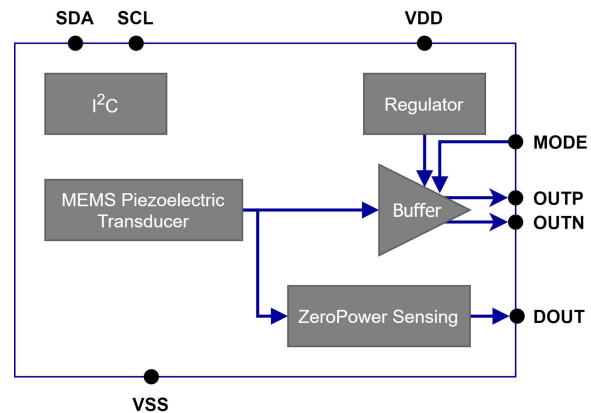 SDA SCL VDD
I²C
Regulator
MODE
MEMS Piezoelectric
Transducer
Buffer
OUTP
OUTN
ZeroPower Sensing
DOUT
VSS